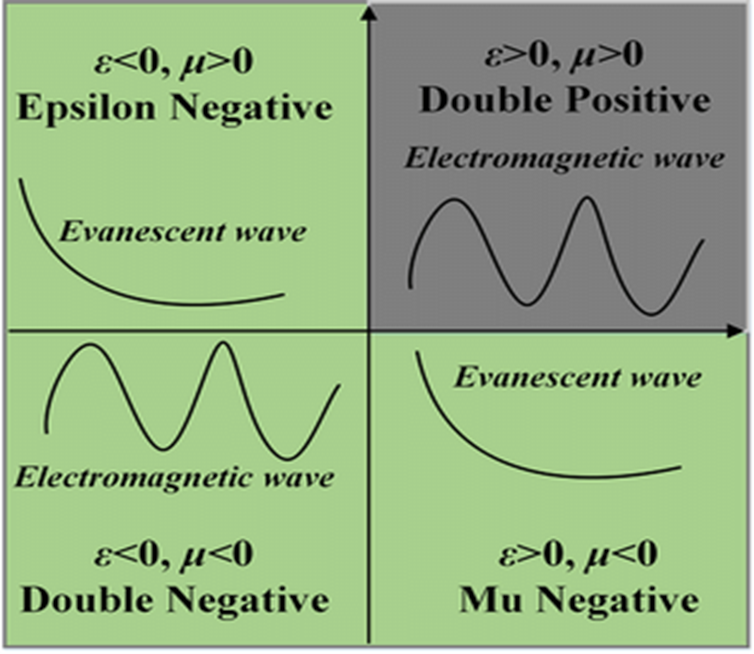 ε<0, μ>0
Epsilon Negative
Evanescent wave
ε>0, μ>0
Double Positive
Electromagnetic wave
Electromagnetic wave
ε<0, μ<0
Double Negative
Evanescent wave
ε>0, μ<0
Mu Negative